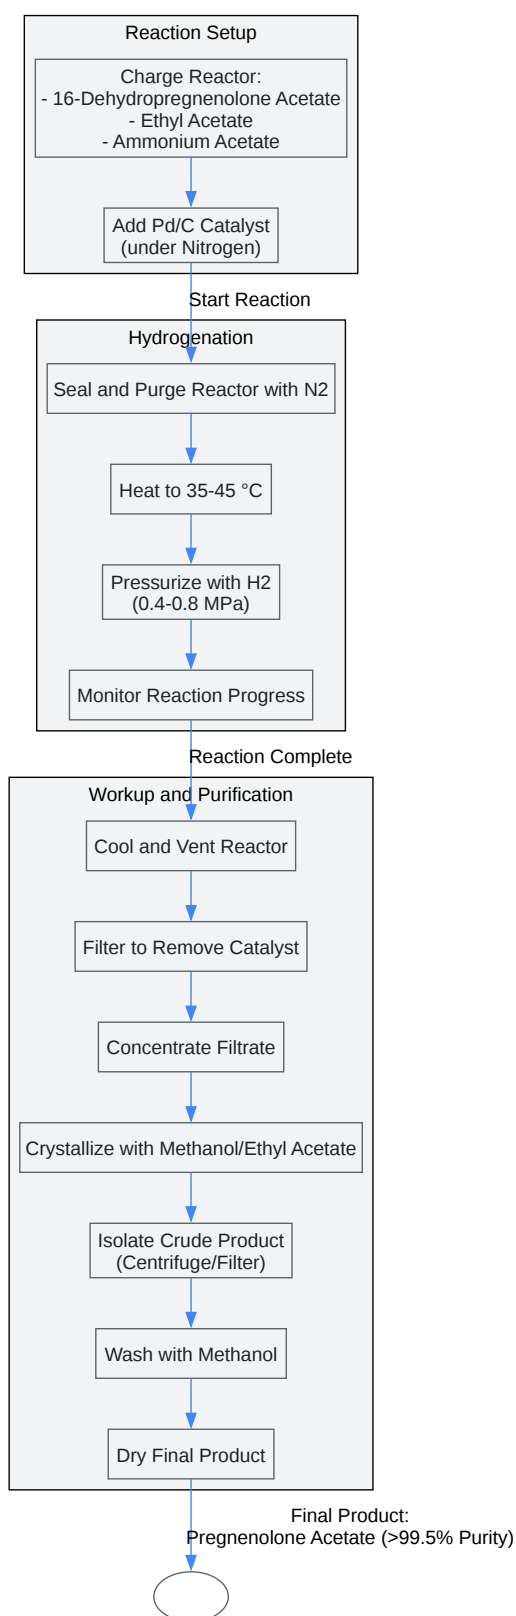 Reaction Setup
Charge Reactor:
- 16-Dehydropregnenolone Acetate
- Ethyl Acetate
- Ammonium Acetate
Add Pd/C Catalyst
(under Nitrogen)
Start Reaction
Hydrogenation
Seal and Purge Reactor with N2
Heat to 35-45 °C
Pressurize with H2
(0.4-0.8 MPa)
Monitor Reaction Progress
Reaction Complete
Workup and Purification
Cool and Vent Reactor
Filter to Remove Catalyst
Concentrate Filtrate
Crystallize with Methanol/Ethyl Acetate
Isolate Crude Product
(Centrifuge/Filter)
Wash with Methanol
Dry Final Product
Final Product:
Pregnenolone Acetate (>99.5% Purity)